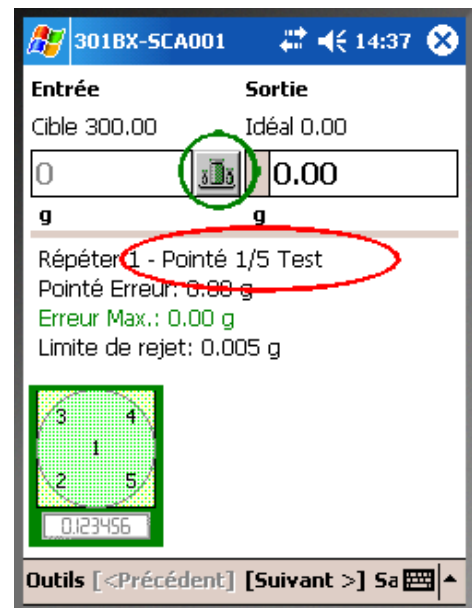 301BX-SCA001 14:37
Entrée Sortie
Cible 300.00 Idéal 0.00
0 0.00
g g
Répéter 1 - Pointé 1/5 Test
Pointé Erreur: 0.00 g
Erreur Max.: 0.00 g
Limite de rejet: 0.005 g
3 4
1
2 5
0.123456
Outils [<Précédent] [Suivant >] Sa